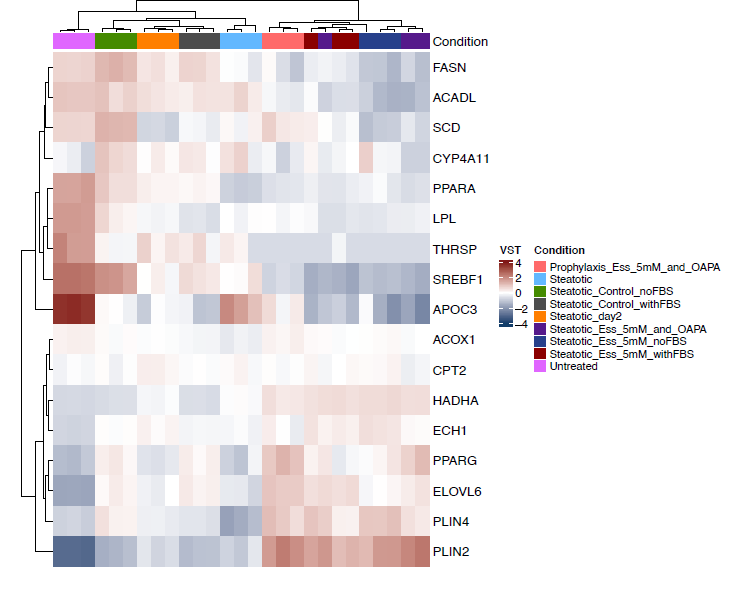 Condition
FASN
ACADL
SCD
CYP4A11
PPARA
LPL
THRSP
SREBF1
APOC3
ACOX1
CPT2
HADHA
ECH1
PPARG
ELOVL6
PLIN4
PLIN2
VST
4
2
0
−2
−4
Condition
Prophylaxis_Ess_5mM_and_OAPA
Steatotic
Steatotic_Control_noFBS
Steatotic_Control_withFBS
Steatotic_day2
Steatotic_Ess_5mM_and_OAPA
Steatotic_Ess_5mM_noFBS
Steatotic_Ess_5mM_withFBS
Untreated